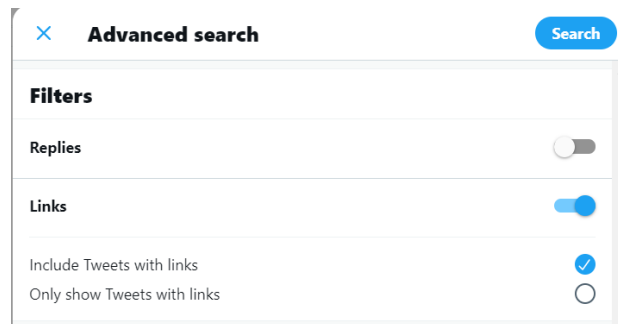 Advanced search
Search
Filters
Replies
Links
Include Tweets with links
Only show Tweets with links